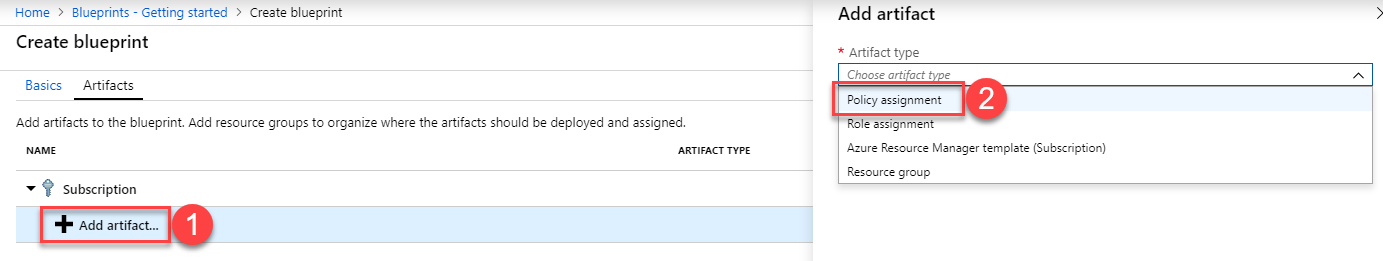 Home > Blueprints - Getting started > Create blueprint
Create blueprint
Basics Artifacts
Add artifacts to the blueprint. Add resource groups to organize where the artifacts should be deployed and assigned.
NAME ARTIFACT TYPE
Subscription
Add artifact...
1
Add artifact
* Artifact type
Choose artifact type
Policy assignment
2
Role assignment
Azure Resource Manager template (Subscription)
Resource group